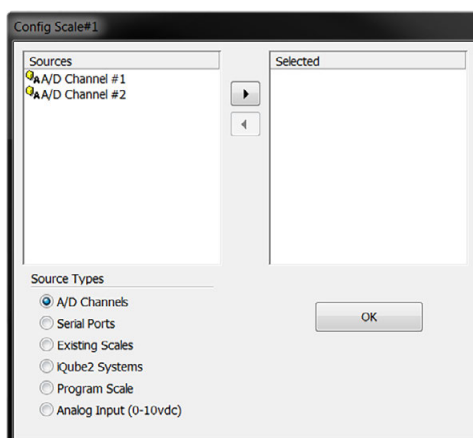 Config Scale#1
Sources
A/D Channel #1
A/D Channel #2
Selected
Source Types
A/D Channels
Serial Ports
Existing Scales
iQube2 Systems
Program Scale
Analog Input (0-10vdc)
OK